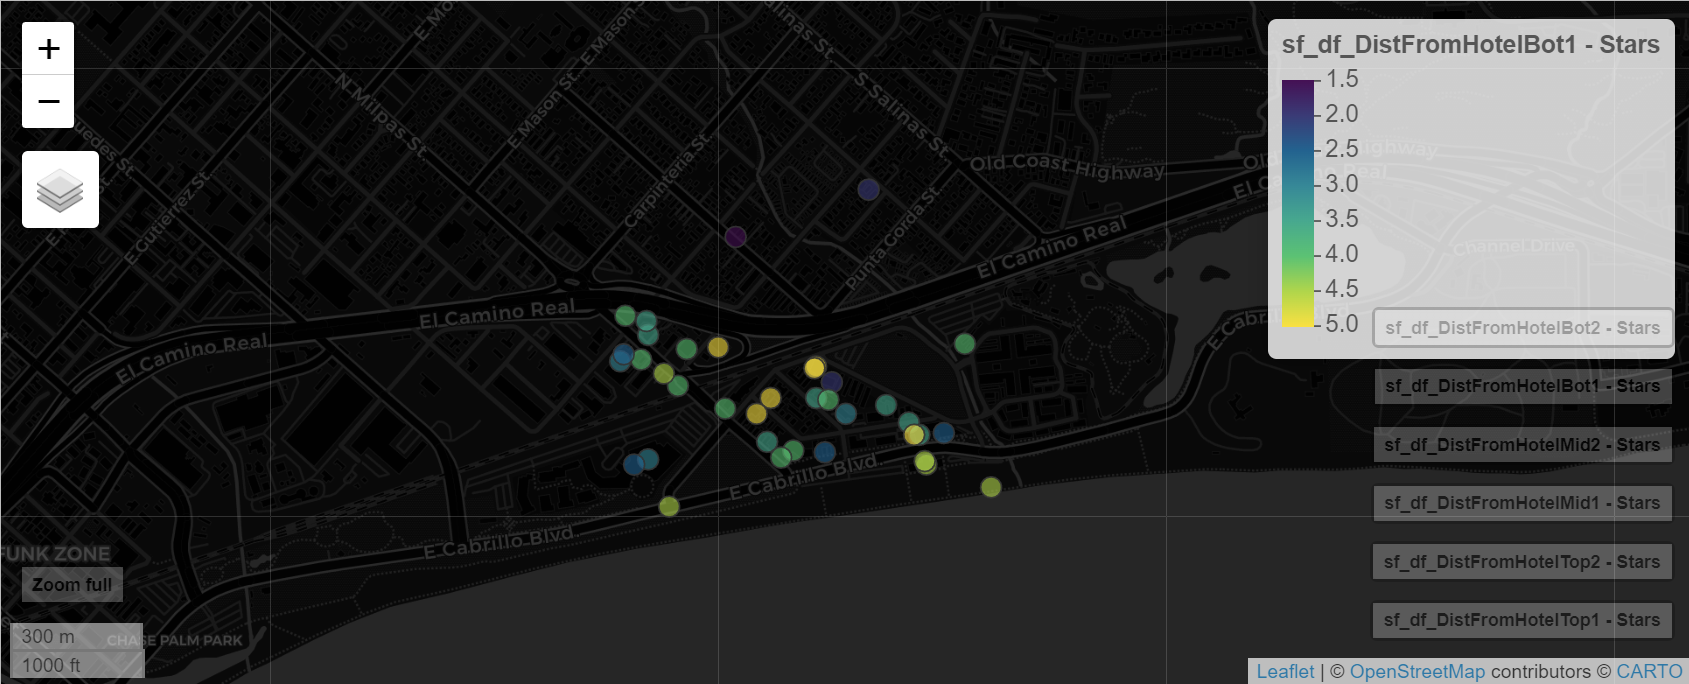 +
−
sf_df_DistFromHotelBot1 - Stars
1.5
2.0
2.5
3.0
3.5
4.0
4.5
5.0
sf_df_DistFromHotelBot2 - Stars
sf_df_DistFromHotelBot1 - Stars
sf_df_DistFromHotelMid2 - Stars
sf_df_DistFromHotelMid1 - Stars
sf_df_DistFromHotelTop2 - Stars
sf_df_DistFromHotelTop1 - Stars
E Mason St.
E Mason St.
Salinas St.
S Salinas St.
N Milpas St.
Carpinteria St.
E Gutierrez St.
Punta Gorda St.
Old Coast Highway
Highway
El Camino Real
El Camino Real
El Camino Real
Channel Drive
E Cabrillo Blvd
E Cabrillo Blvd
FUNK ZONE
Zoom full
CHASE PALM PARK
300 m
1000 ft
Leaflet | © OpenStreetMap contributors © CARTO